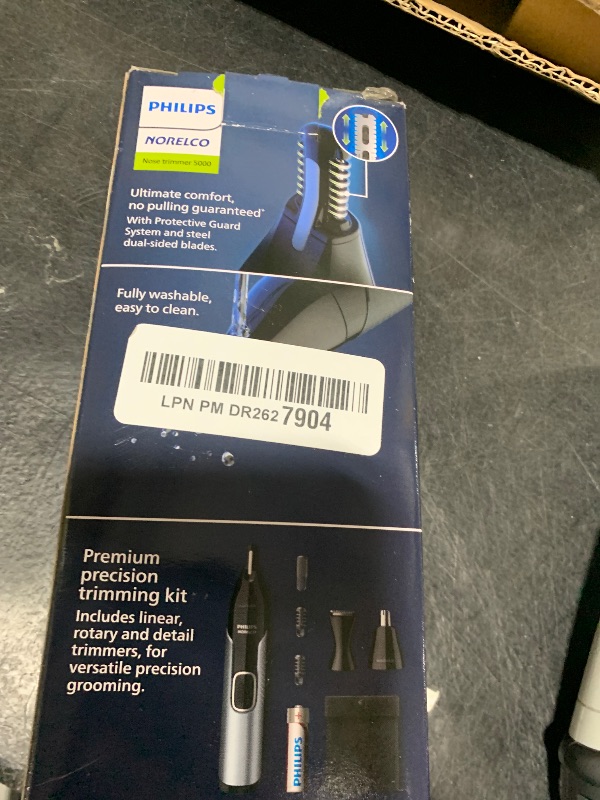 PHILIPS
NORELCO
Nose trimmer 5000
Ultimate comfort,
no pulling guaranteed*
With Protective Guard
System and steel
dual-sided blades.
Fully washable,
easy to clean.
LPN PM DR262 7904
Premium
precision
trimming kit
Includes linear,
rotary and detail
trimmers, for
versatile precision
grooming.
PHILIPS
NORELCO
PHILIPS